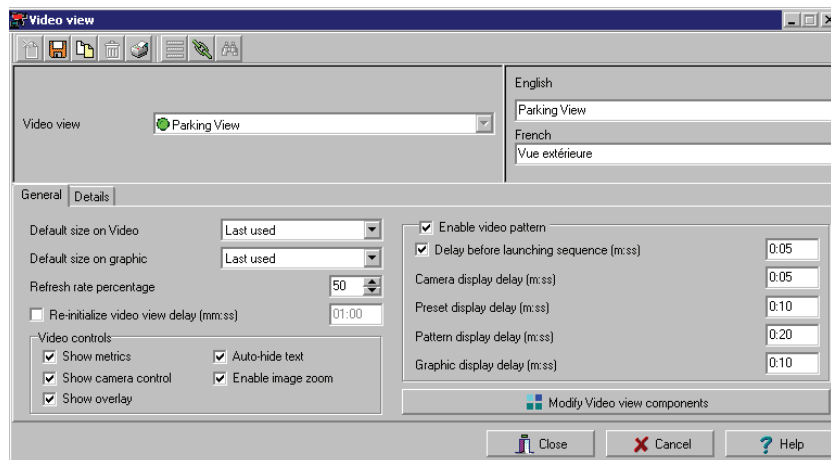 Video view
English
Video view
Parking View
Parking View
French
Vue extérieure
General
Details
Default size on Video
Last used
Default size on graphic
Last used
Refresh rate percentage
50
Re-initialize video view delay (mm:ss)
01:00
Video controls
Show metrics
Auto-hide text
Show camera control
Enable image zoom
Show overlay
Enable video pattern
Delay before launching sequence (m:ss)
0:05
Camera display delay (m:ss)
0:05
Preset display delay (m:ss)
0:10
Pattern display delay (m:ss)
0:20
Graphic display delay (m:ss)
0:10
Modify Video view components
Close
Cancel
Help